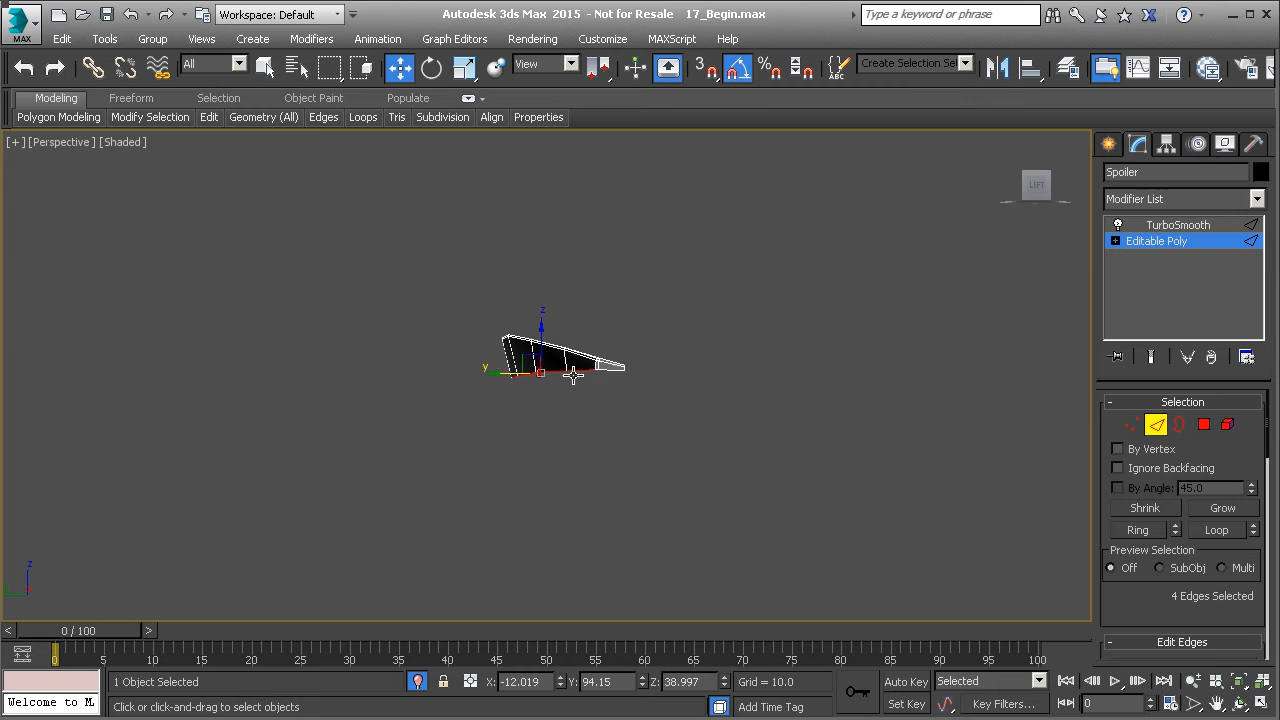 Autodesk 3ds Max 2015 - Not for Resale 17_Begin.max
Workspace: Default
Type a keyword or phrase
MAX
Edit Tools Group Views Create Modifiers Animation Graph Editors Rendering Customize MAXScript Help
All View 3 % ABC Create Selection Se
Modeling Freeform Selection Object Paint Populate
Polygon Modeling Modify Selection Edit Geometry (All) Edges Loops Tris Subdivision Align Properties
[+] [Perspective] [Shaded]
LEFT
z
y
z
Spoiler
Modifier List
TurboSmooth
Editable Poly
- Selection
By Vertex
Ignore Backfacing
By Angle: 45.0
Shrink Grow
Ring Loop
Preview Selection
Off SubObj Multi
4 Edges Selected
- Edit Edges
< 0 / 100 >
0 5 10 15 20 25 30 35 40 45 50 55 60 65 70 75 80 85 90 95 100
1 Object Selected X: -12.019 Y: 94.15 Z: 38.997 Grid = 10.0 Auto Key Selected
Welcome to M Click or click-and-drag to select objects Add Time Tag Set Key Key Filters... 0